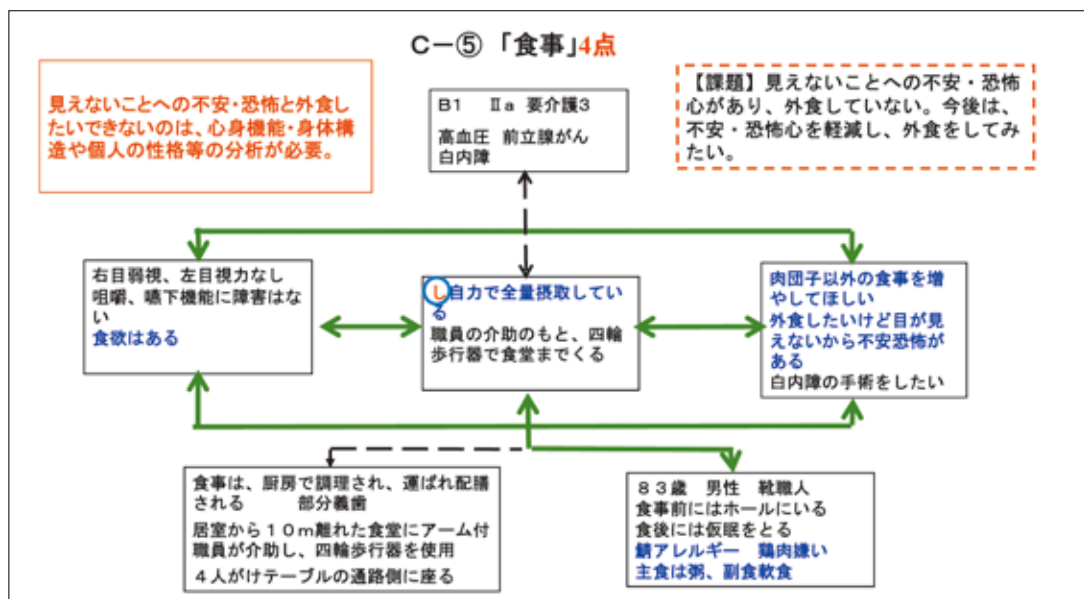 C－⑤ 「食事」4点
見えないことへの不安・恐怖と外食し
たいできないのは、心身機能・身体構
造や個人の性格等の分析が必要。
B1　Ⅱa 要介護3
高血圧　前立腺がん
白内障
【課題】見えないことへの不安・恐怖
心があり、外食していない。今後は、
不安・恐怖心を軽減し、外食をしてみ
たい。
右目弱視、左目視力なし
咀嚼、嚥下機能に障害はな
い
食欲はある
し自力で全量摂取してい
る
職員の介助のもと、四輪
歩行器で食堂までくる
肉団子以外の食事を増
やしてほしい
外食したいけど目が見
えないから不安恐怖が
ある
白内障の手術をしたい
食事は、厨房で調理され、運ばれ配膳
される　　部分義歯
居室から１０ｍ離れた食堂にアーム付
職員が介助し、四輪歩行器を使用
４人がけテーブルの通路側に座る
８３歳　男性　靴職人
食事前にはホールにいる
食後には仮眠をとる
鯖アレルギー　鶏肉嫌い
主食は粥、副食軟食